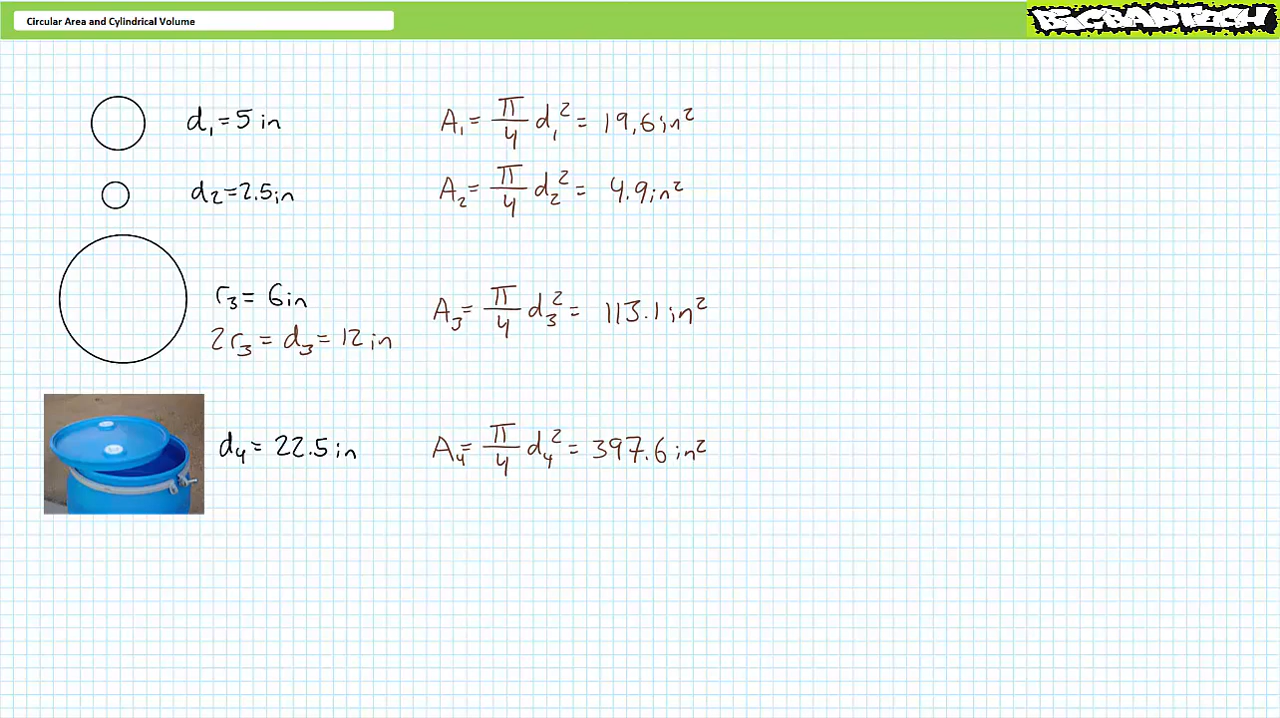 Circular Area and Cylindrical Volume
BIGBADTECH
d₁ = 5 in A₁ = π/4 d₁² = 19.6 in²
d₂ = 2.5 in A₂ = π/4 d₂² = 4.9 in²
r₃ = 6 in
2r₃ = d₃ = 12 in A₃ = π/4 d₃² = 113.1 in²
d₄ = 22.5 in A₄ = π/4 d₄² = 397.6 in²